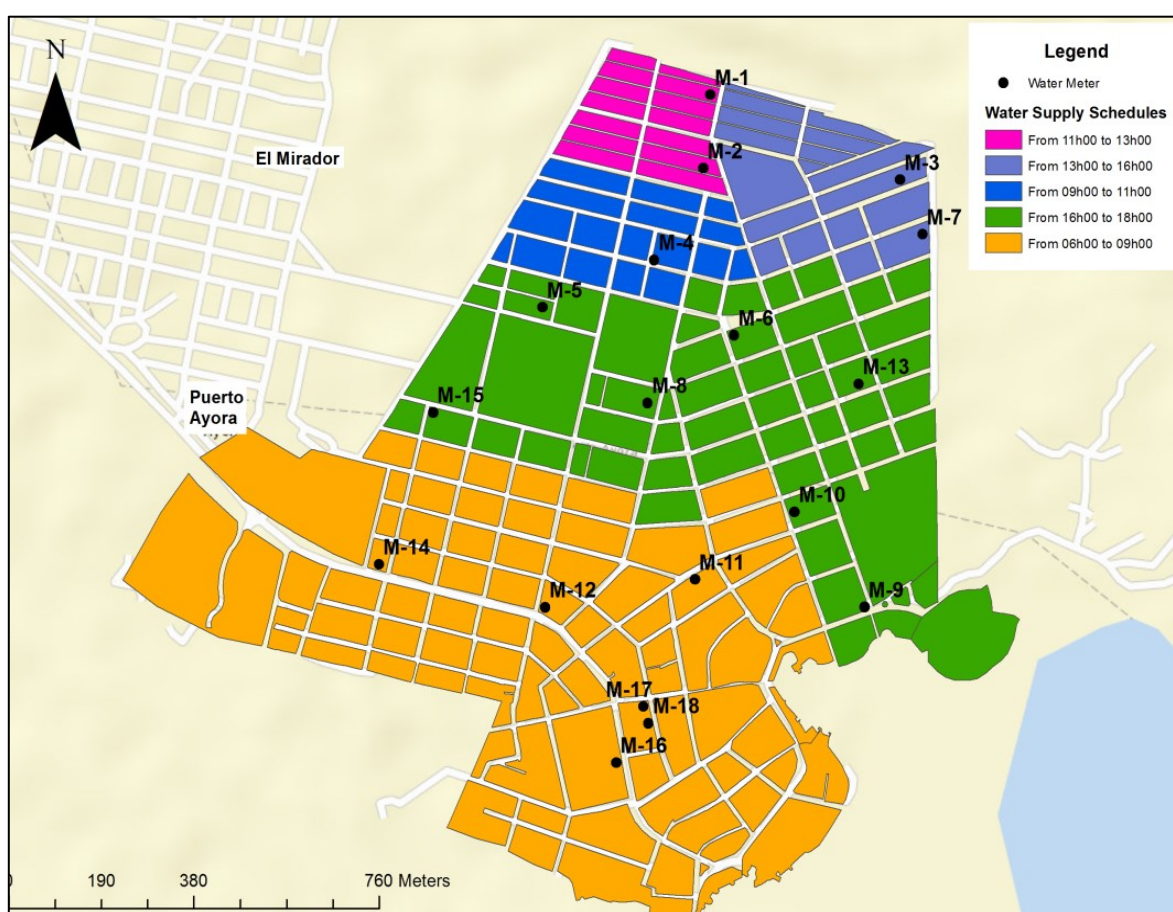 N
El Mirador
Puerto
Ayora
M-1
M-2
M-3
M-7
M-4
M-5
M-6
M-13
M-8
M-15
M-10
M-14
M-11
M-12
M-9
M-17
M-18
M-16
Legend
Water Meter
Water Supply Schedules
From 11h00 to 13h00
From 13h00 to 16h00
From 09h00 to 11h00
From 16h00 to 18h00
From 06h00 to 09h00
0 190 380 760 Meters